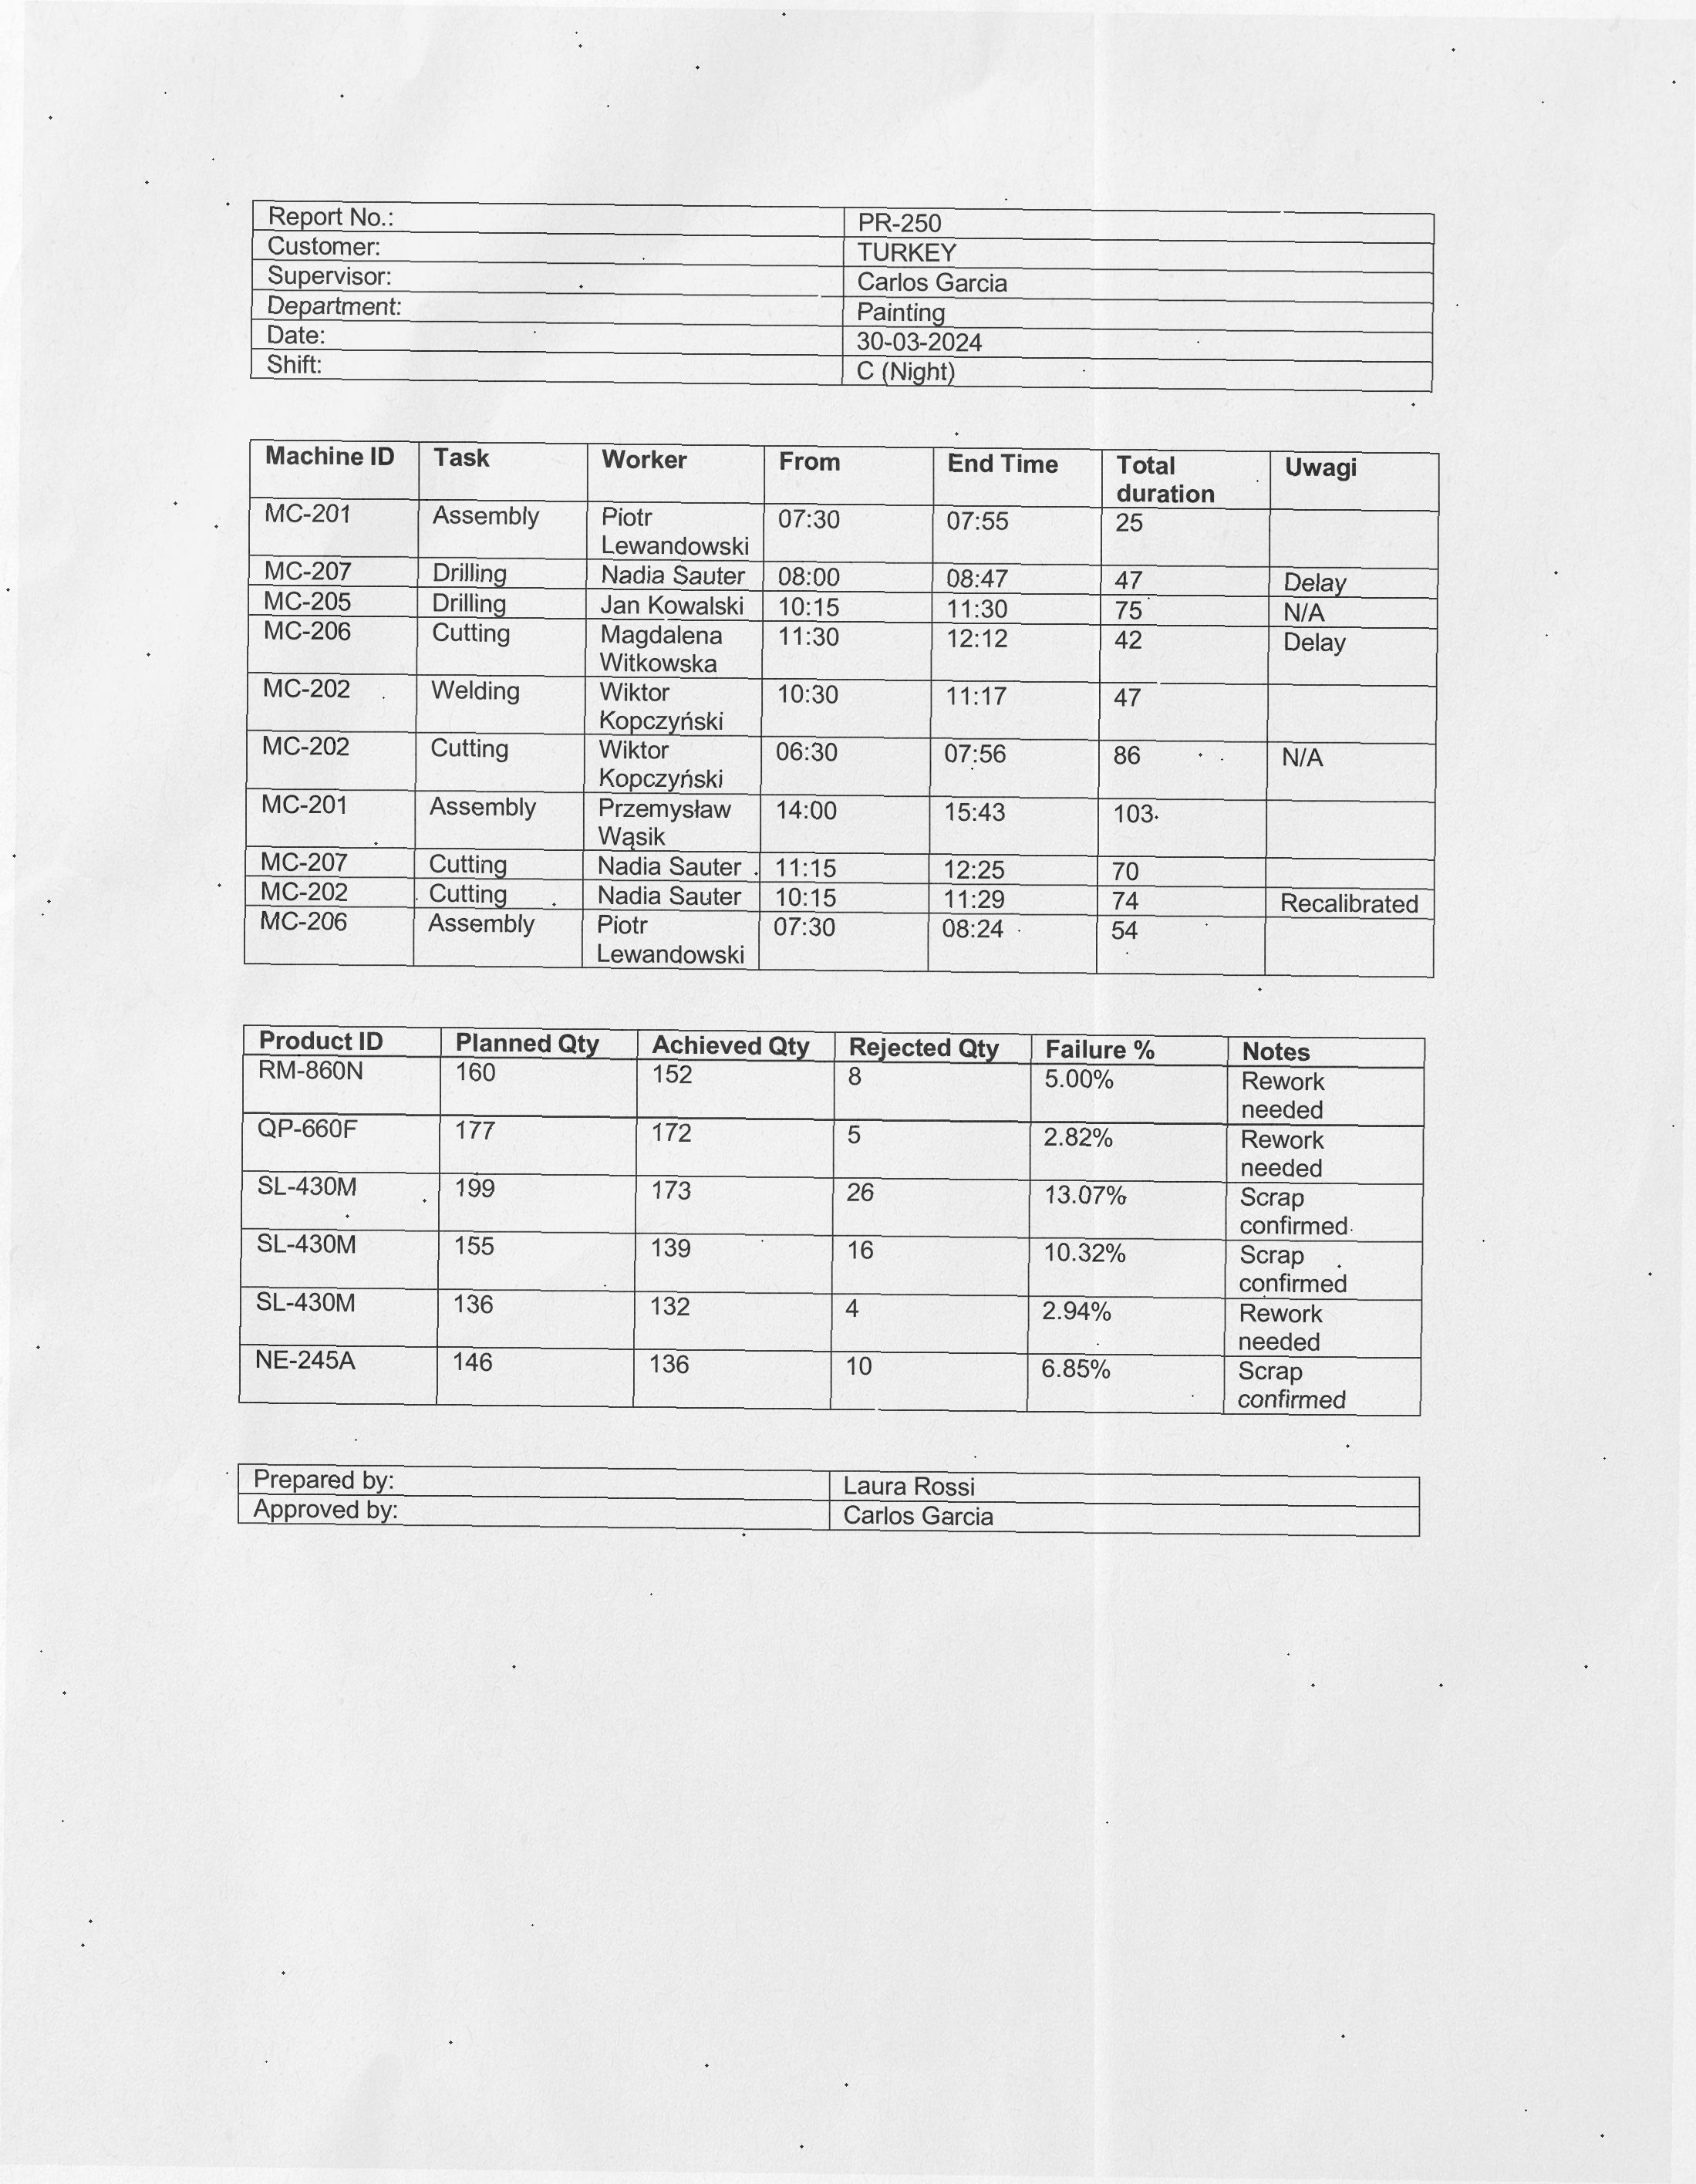 Report No.: PR-250
Customer: TURKEY
Supervisor: Carlos Garcia
Department: Painting
Date: 30-03-2024
Shift: C (Night)
Machine ID Task Worker From End Time Total duration Uwagi
MC-201 Assembly Piotr Lewandowski 07:30 07:55 25
MC-207 Drilling Nadia Sauter 08:00 08:47 47 Delay
MC-205 Drilling Jan Kowalski 10:15 11:30 75 N/A
MC-206 Cutting Magdalena Witkowska 11:30 12:12 42 Delay
MC-202 Welding Wiktor Kopczyński 10:30 11:17 47
MC-202 Cutting Wiktor Kopczyński 06:30 07:56 86 N/A
MC-201 Assembly Przemysław Wąsik 14:00 15:43 103
MC-207 Cutting Nadia Sauter 11:15 12:25 70
MC-202 Cutting Nadia Sauter 10:15 11:29 74 Recalibrated
MC-206 Assembly Piotr Lewandowski 07:30 08:24 54
Product ID Planned Qty Achieved Qty Rejected Qty Failure % Notes
RM-860N 160 152 8 5.00% Rework needed
QP-660F 177 172 5 2.82% Rework needed
SL-430M 199 173 26 13.07% Scrap confirmed
SL-430M 155 139 16 10.32% Scrap confirmed
SL-430M 136 132 4 2.94% Rework needed
NE-245A 146 136 10 6.85% Scrap confirmed
Prepared by: Laura Rossi
Approved by: Carlos Garcia